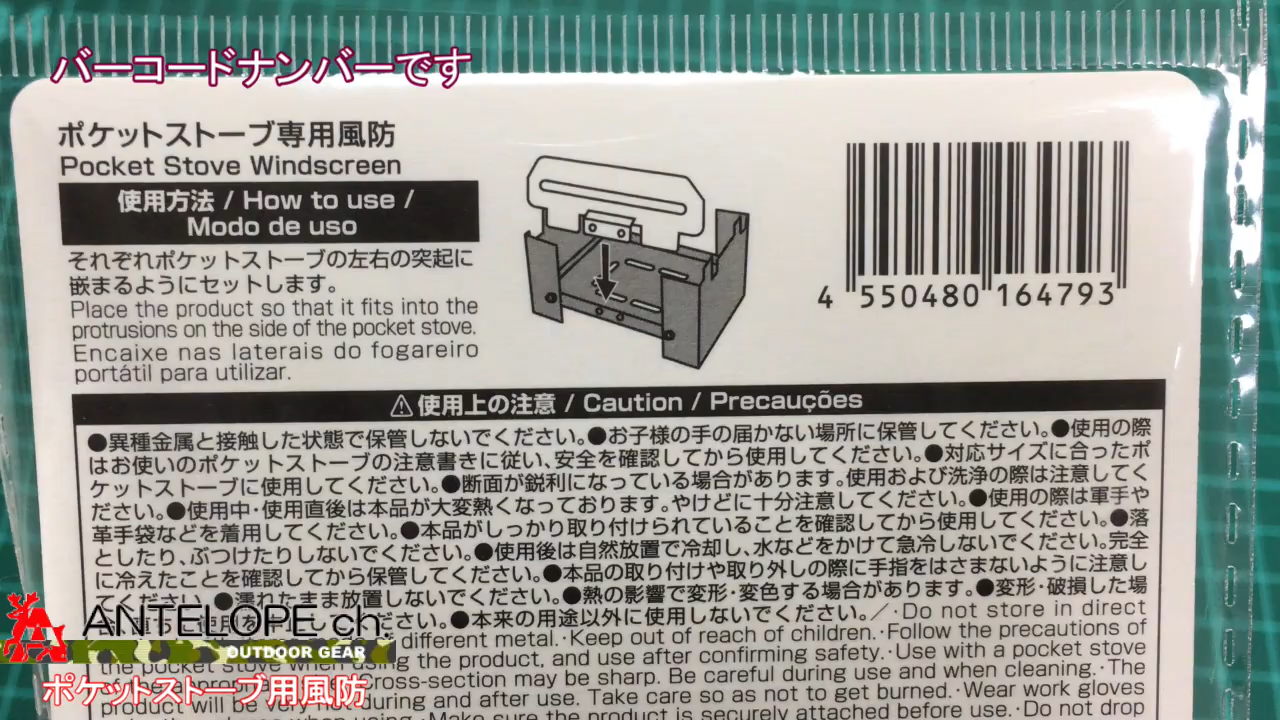 バーコードナンバーです
ポケットストーブ専用風防
Pocket Stove Windscreen
使用方法 / How to use /
Modo de uso
それぞれポケットストーブの左右の突起に
嵌まるようにセットします。
Place the product so that it fits into the
protrusions on the side of the pocket stove.
Encaixe nas laterais do fogareiro
portátil para utilizar.
4 550480 164793
⚠使用上の注意 / Caution / Precauções
●異種金属と接触した状態で保管しないでください。●お子様の手の届かない場所に保管してください。●使用の際
はお使いのポケットストーブの注意書きに従い、安全を確認してから使用してください。●対応サイズに合ったポ
ケットストーブに使用してください。●断面が鋭利になっている場合があります。使用および洗浄の際は注意してく
ださい。●使用中・使用直後は本品が大変熱くなっております。やけどに十分注意してください。●使用の際は軍手や
革手袋などを着用してください。●本品がしっかり取り付けられていることを確認してから使用してください。●落
としたり、ぶつけたりしないでください。●使用後は自然放置で冷却し、水などをかけて急冷しないでください。完全
に冷えたことを確認してから保管してください。●本品の取り付けや取り外しの際に手指をはさまないように注意し
てください。●濡れたまま放置しないでください。●熱の影響で変形・変色する場合があります。●変形・破損した場
ださい。●本来の用途以外に使用しないでください。／・Do not store in direct
different metal.・Keep out of reach of children.・Follow the precautions of
the pocket stove when using the product, and use after confirming safety.・Use with a pocket stove
cross-section may be sharp. Be careful during use and when cleaning.・The
product will be very during and after use. Take care so as not to get burned.・Wear work gloves
when using.・Make sure the product is securely attached before use.・Do not drop
ANTELOPE.ch
OUTDOOR GEAR
ポケットストーブ用風防